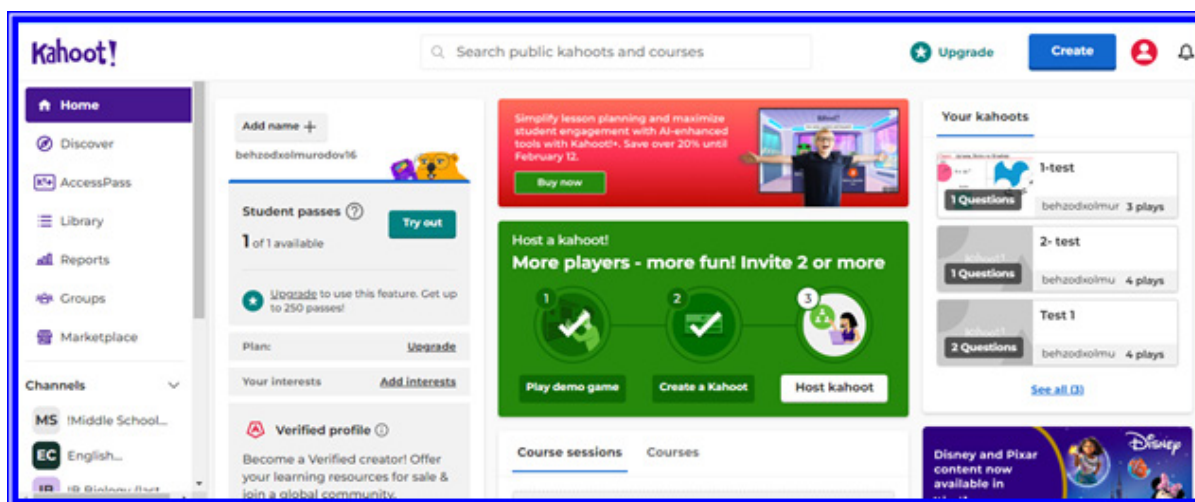 Kahoot!
Search public kahoots and courses
Upgrade
Create
Home
Discover
AccessPass
Library
Reports
Groups
Marketplace
Channels
MS !Middle School...
EC English...
Add name +
behzodxolmurodov16
Student passes
Try out
1 of 1 available
Upgrade to use this feature. Get up
to 250 passes!
Plan: Upgrade
Your interests Add interests
Verified profile
Become a Verified creator! Offer
your learning resources for sale &
join a global community.
Simplify lesson planning and maximize
student engagement with AI-enhanced
tools with Kahoot!+. Save over 20% until
February 12.
Buy now
Host a kahoot!
More players - more fun! Invite 2 or more
1
2
3
Play demo game
Create a Kahoot
Host kahoot
Course sessions Courses
Your kahoots
1-test
1 Questions
behzodxolmur 3 plays
2- test
1 Questions
behzodxolmu 4 plays
Test 1
2 Questions
behzodxolmu 4 plays
See all (3)
Disney and Pixar
content now
available in
Disney